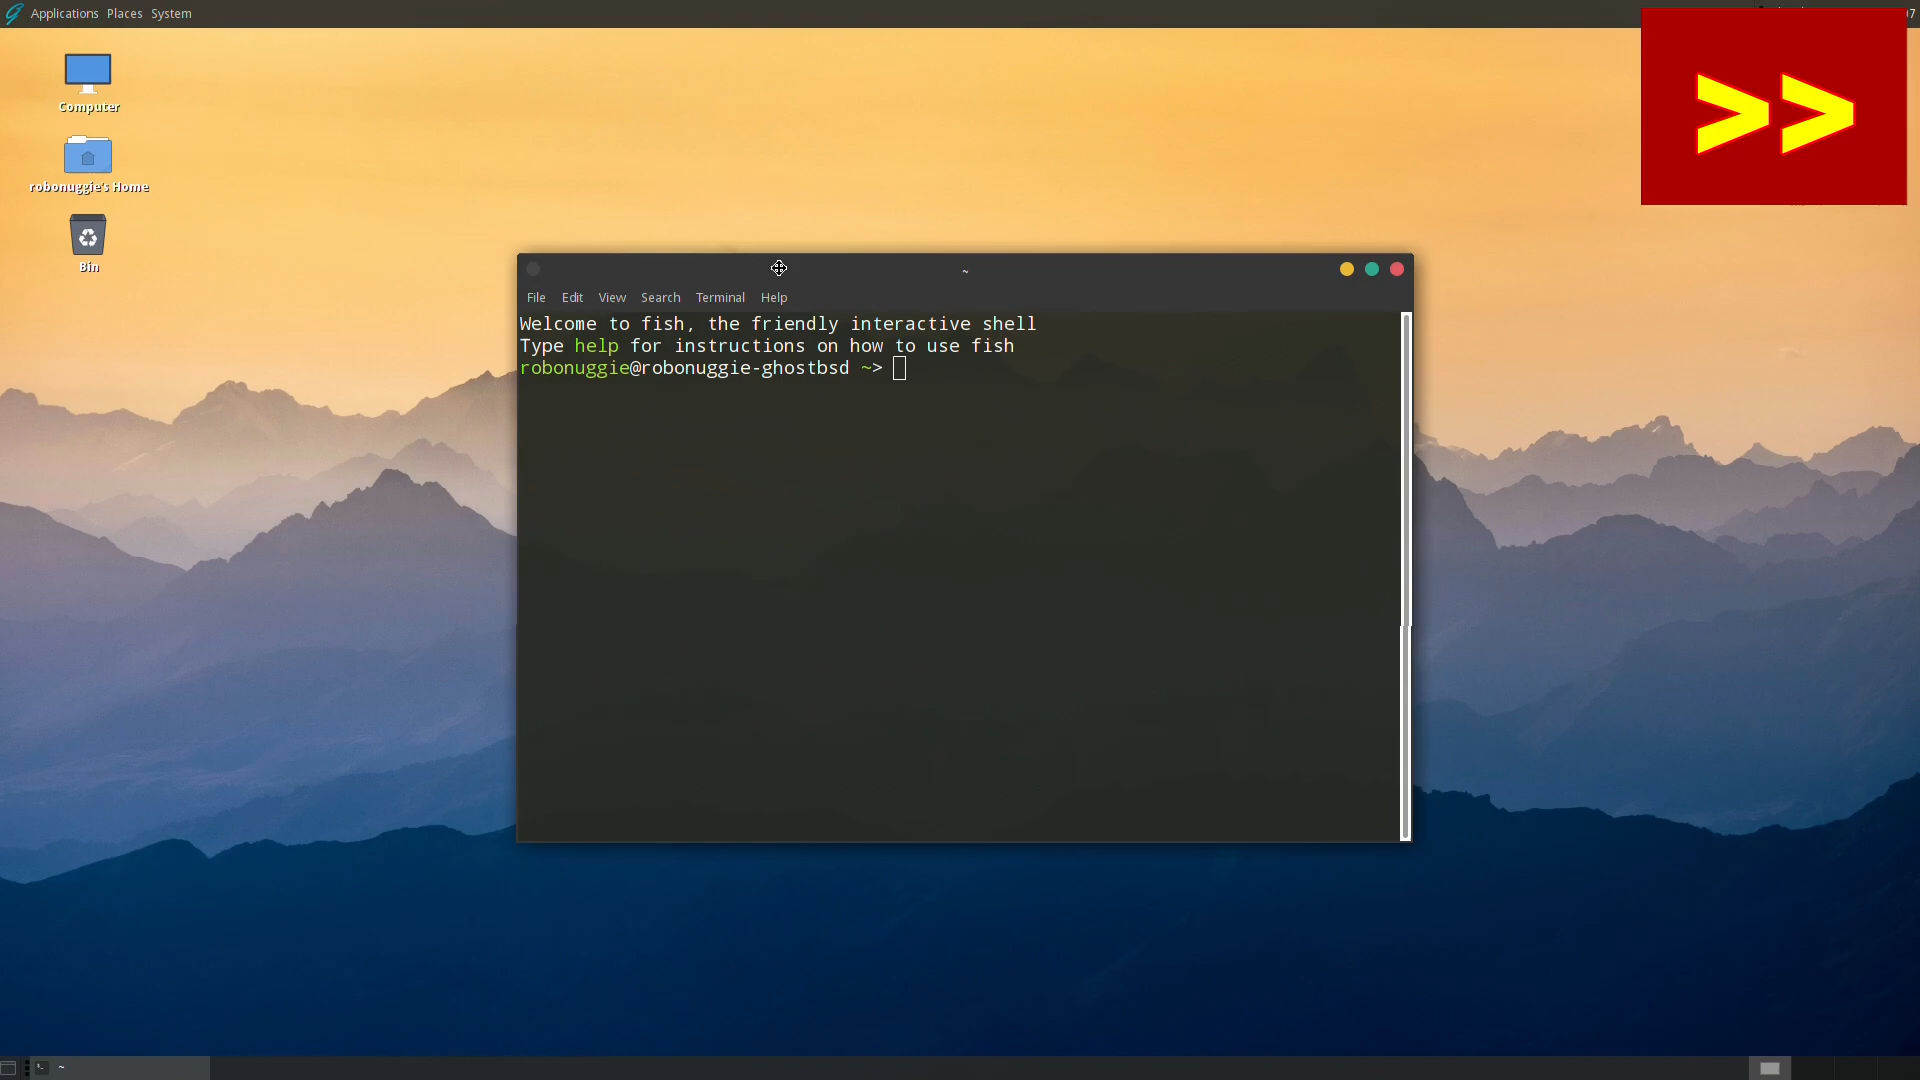 Applications Places System
07
>>
Computer
robonuggie's Home
Bin
~
File Edit View Search Terminal Help
Welcome to fish, the friendly interactive shell
Type help for instructions on how to use fish
robonuggie@robonuggie-ghostbsd ~>
~